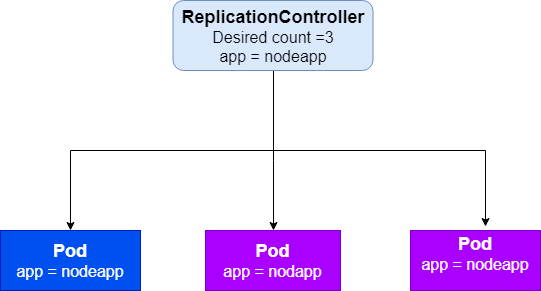 ReplicationController
Desired count =3
app = nodeapp
Pod
app = nodeapp
Pod
app = nodapp
Pod
app = nodeapp